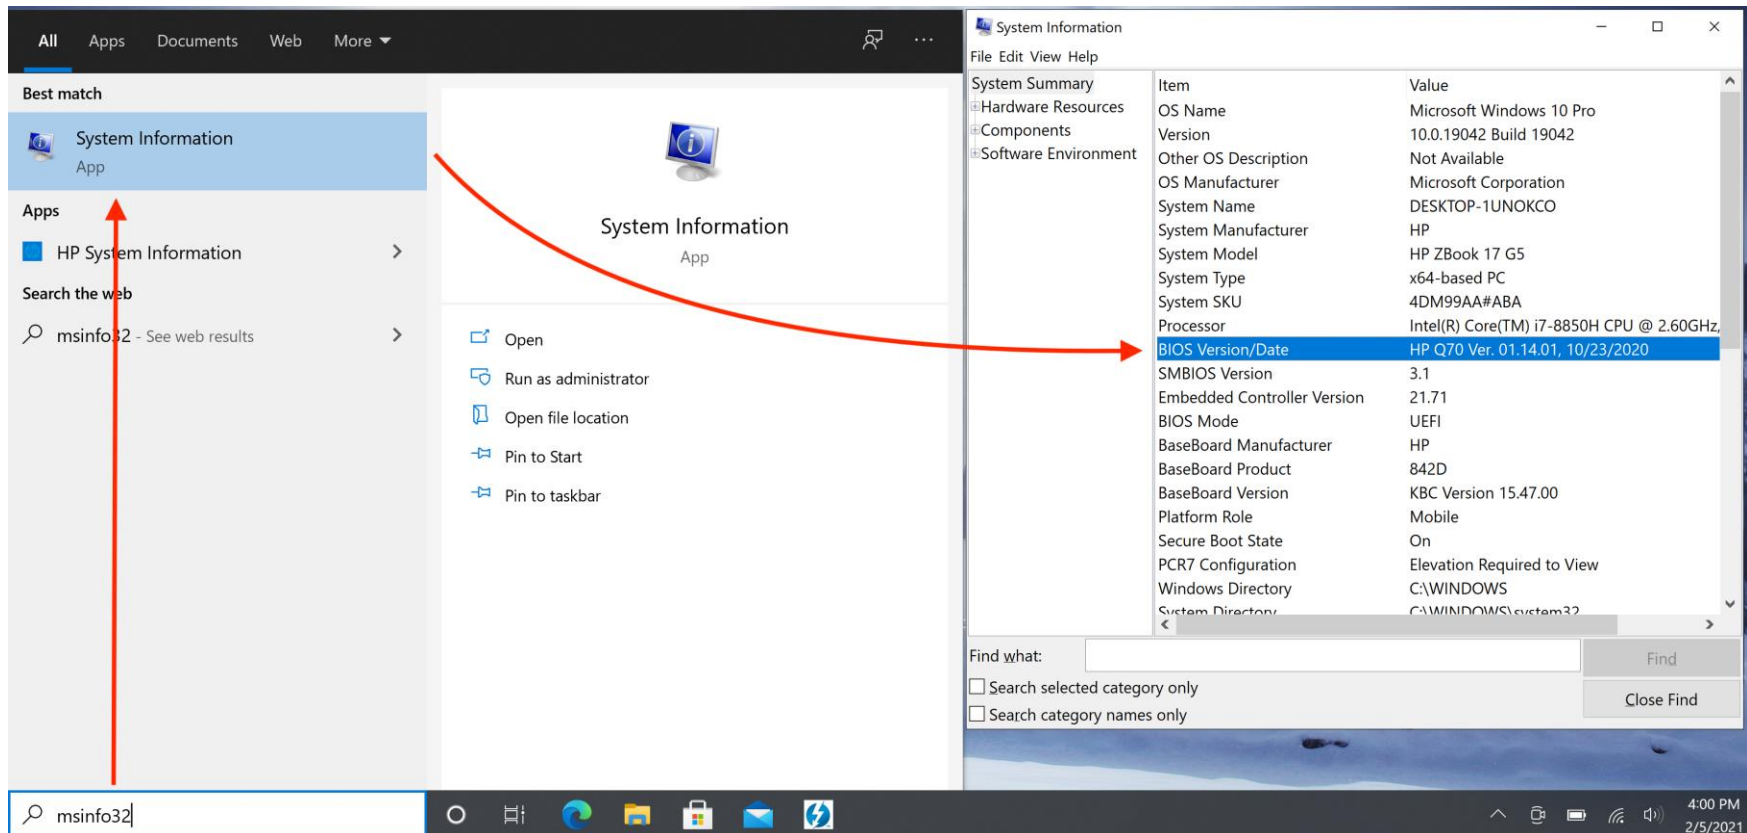 All Apps Documents Web More
Best match
System Information
App
Apps
HP System Information
Search the web
msinfo32 - See web results
msinfo32
System Information
App
Open
Run as administrator
Open file location
Pin to Start
Pin to taskbar
System Information
File Edit View Help
System Summary
Hardware Resources
Components
Software Environment
Item Value
OS Name Microsoft Windows 10 Pro
Version 10.0.19042 Build 19042
Other OS Description Not Available
OS Manufacturer Microsoft Corporation
System Name DESKTOP-1UNOKCO
System Manufacturer HP
System Model HP ZBook 17 G5
System Type x64-based PC
System SKU 4DM99AA#ABA
Processor Intel(R) Core(TM) i7-8850H CPU @ 2.60GHz,
BIOS Version/Date HP Q70 Ver. 01.14.01, 10/23/2020
SMBIOS Version 3.1
Embedded Controller Version 21.71
BIOS Mode UEFI
BaseBoard Manufacturer HP
BaseBoard Product 842D
BaseBoard Version KBC Version 15.47.00
Platform Role Mobile
Secure Boot State On
PCR7 Configuration Elevation Required to View
Windows Directory C:\WINDOWS
System Directory C:\WINDOWS\system32
Find what: Find
Search selected category only
Close Find
Search category names only
4:00 PM
2/5/2021